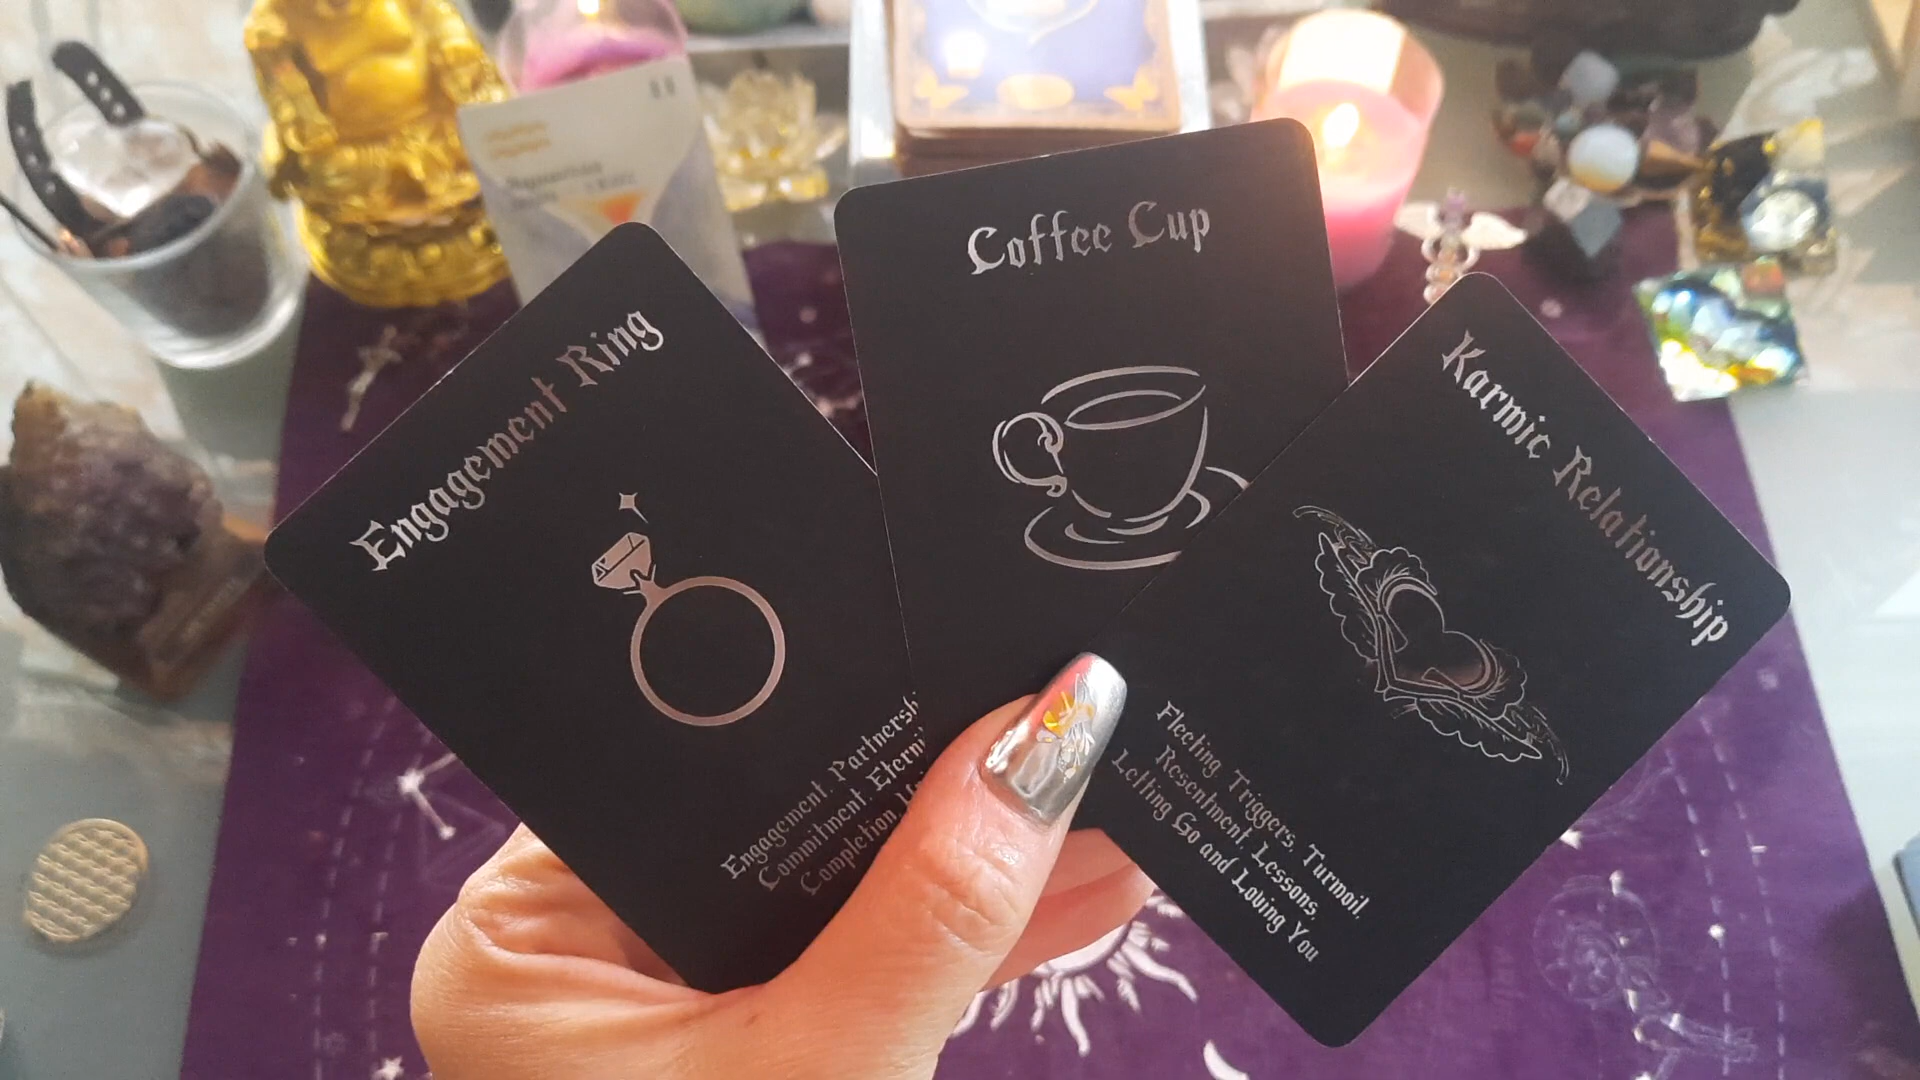 Engagement Ring
Engagement, Partnersh
Commitment, Eterni
Completion,
Coffee Cup
Karmic Relationship
Fleeting, Triggers, Turmoil,
Resentment, Lessons,
Letting Go and Loving You